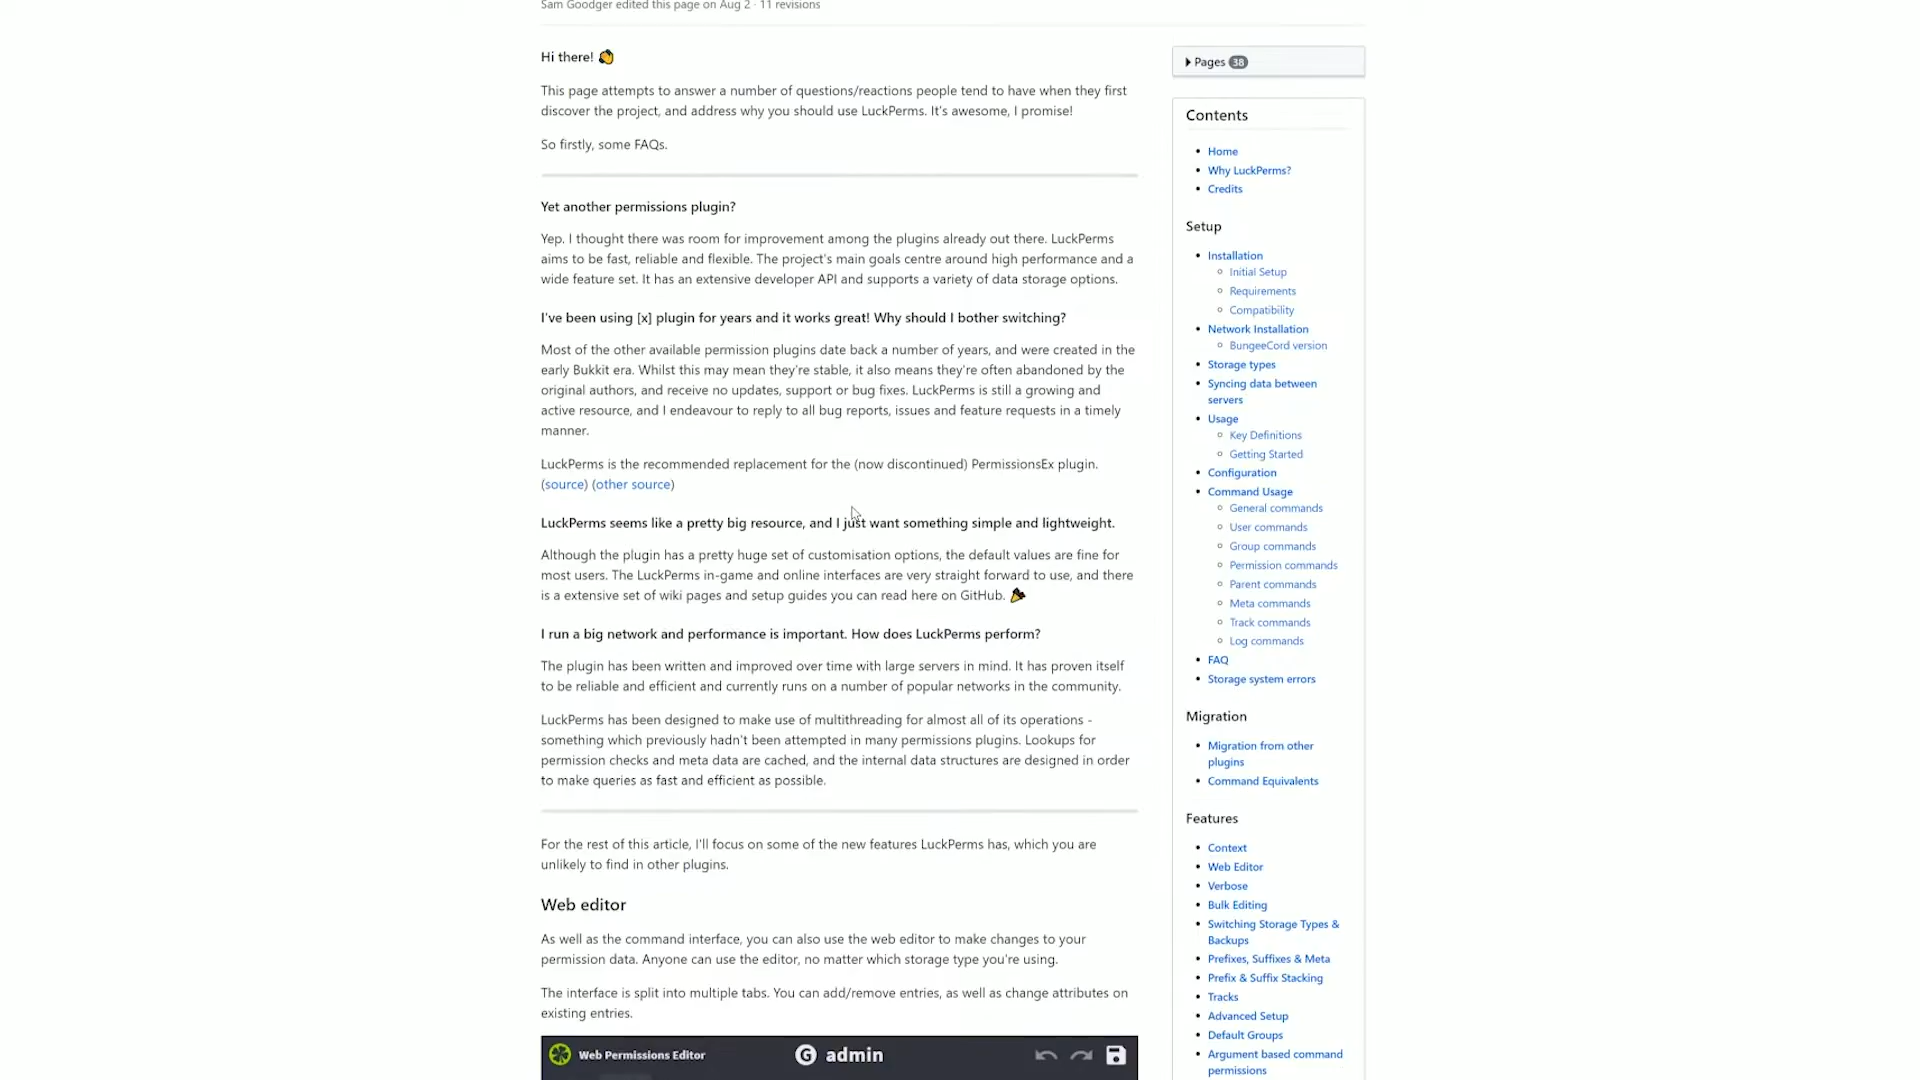 Sam Goodger edited this page on Aug 2 · 11 revisions
Hi there! 👋
This page attempts to answer a number of questions/reactions people tend to have when they first
discover the project, and address why you should use LuckPerms. It's awesome, I promise!
So firstly, some FAQs.
Yet another permissions plugin?
Yep. I thought there was room for improvement among the plugins already out there. LuckPerms
aims to be fast, reliable and flexible. The project's main goals centre around high performance and a
wide feature set. It has an extensive developer API and supports a variety of data storage options.
I've been using [x] plugin for years and it works great! Why should I bother switching?
Most of the other available permission plugins date back a number of years, and were created in the
early Bukkit era. Whilst this may mean they're stable, it also means they're often abandoned by the
original authors, and receive no updates, support or bug fixes. LuckPerms is still a growing and
active resource, and I endeavour to reply to all bug reports, issues and feature requests in a timely
manner.
LuckPerms is the recommended replacement for the (now discontinued) PermissionsEx plugin.
(source) (other source)
LuckPerms seems like a pretty big resource, and I just want something simple and lightweight.
Although the plugin has a pretty huge set of customisation options, the default values are fine for
most users. The LuckPerms in-game and online interfaces are very straight forward to use, and there
is a extensive set of wiki pages and setup guides you can read here on GitHub. 🎉
I run a big network and performance is important. How does LuckPerms perform?
The plugin has been written and improved over time with large servers in mind. It has proven itself
to be reliable and efficient and currently runs on a number of popular networks in the community.
LuckPerms has been designed to make use of multithreading for almost all of its operations -
something which previously hadn't been attempted in many permissions plugins. Lookups for
permission checks and meta data are cached, and the internal data structures are designed in order
to make queries as fast and efficient as possible.
For the rest of this article, I'll focus on some of the new features LuckPerms has, which you are
unlikely to find in other plugins.
Web editor
As well as the command interface, you can also use the web editor to make changes to your
permission data. Anyone can use the editor, no matter which storage type you're using.
The interface is split into multiple tabs. You can add/remove entries, as well as change attributes on
existing entries.
Web Permissions Editor
G admin
Pages 38
Contents
Home
Why LuckPerms?
Credits
Setup
Installation
Initial Setup
Requirements
Compatibility
Network Installation
BungeeCord version
Storage types
Syncing data between
servers
Usage
Key Definitions
Getting Started
Configuration
Command Usage
General commands
User commands
Group commands
Permission commands
Parent commands
Meta commands
Track commands
Log commands
FAQ
Storage system errors
Migration
Migration from other
plugins
Command Equivalents
Features
Context
Web Editor
Verbose
Bulk Editing
Switching Storage Types &
Backups
Prefixes, Suffixes & Meta
Prefix & Suffix Stacking
Tracks
Advanced Setup
Default Groups
Argument based command
permissions